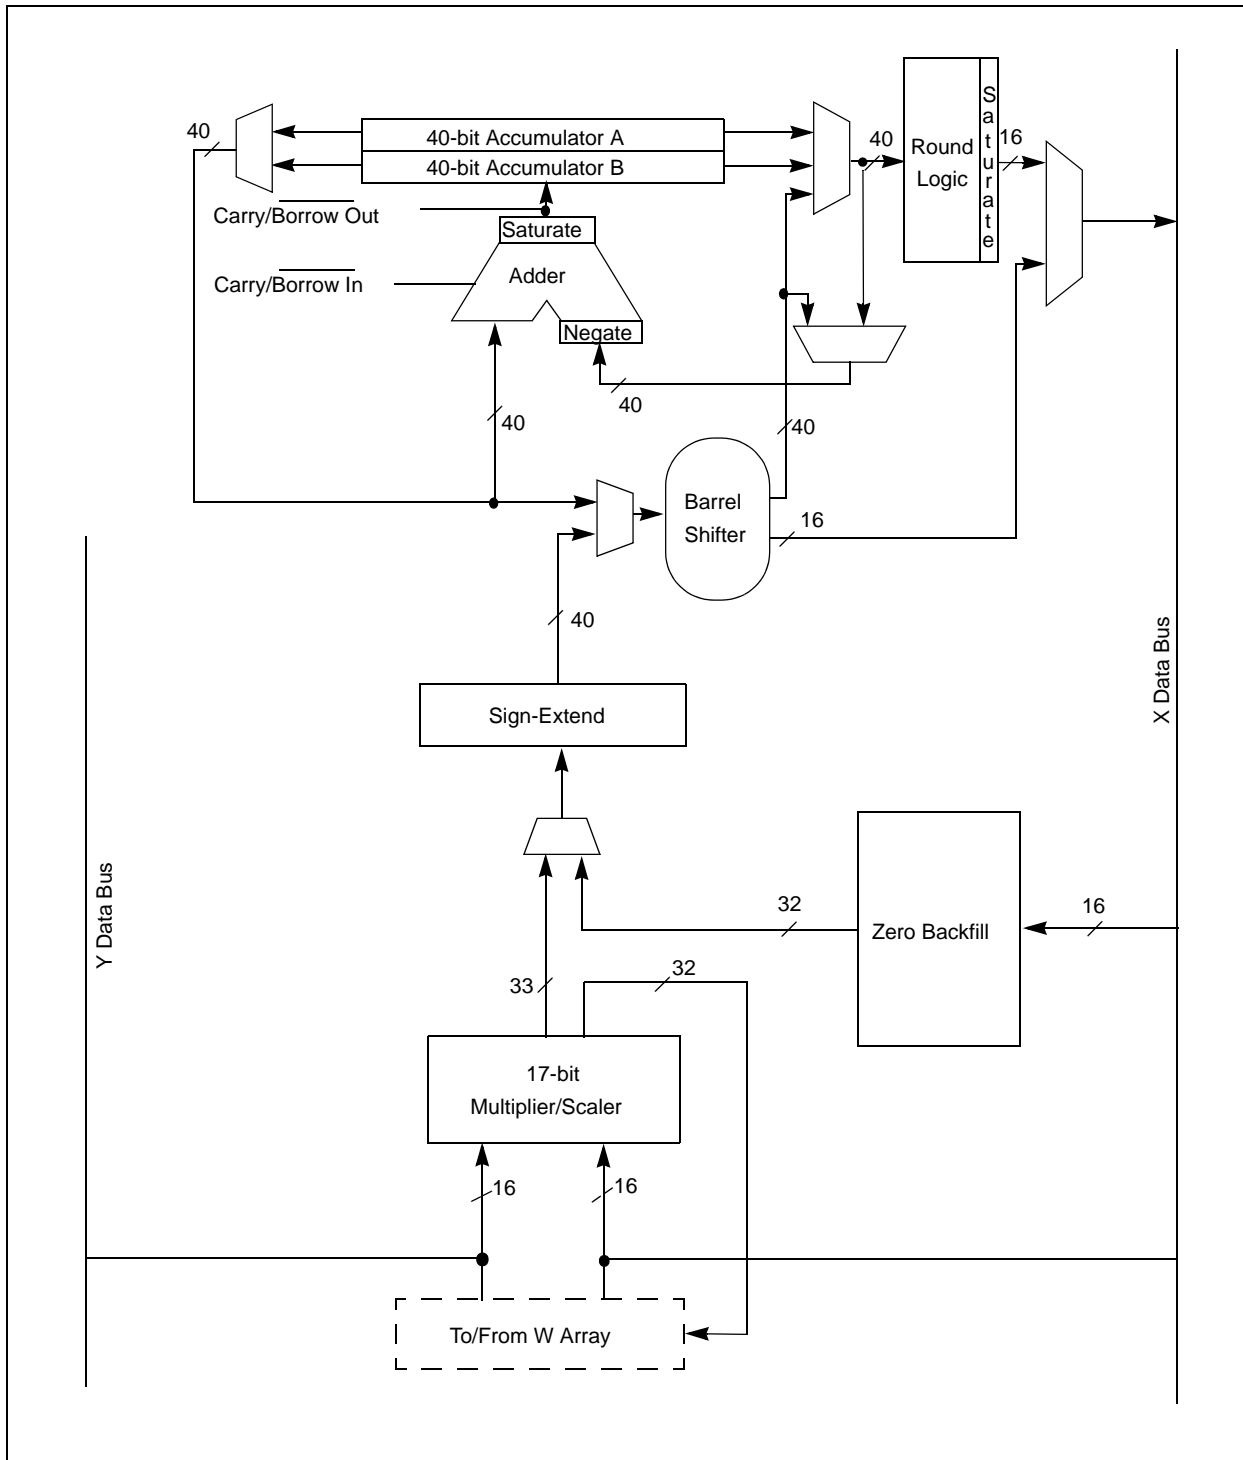 40
40-bit Accumulator A
40-bit Accumulator B
Carry/Borrow Out
Saturate
Carry/Borrow In
Adder
Negate
40
Round
Logic
Saturate
16
40
40
40
Barrel
Shifter
16
40
Sign-Extend
X Data Bus
Y Data Bus
32
Zero Backfill
16
33
32
17-bit
Multiplier/Scaler
16
16
To/From W Array